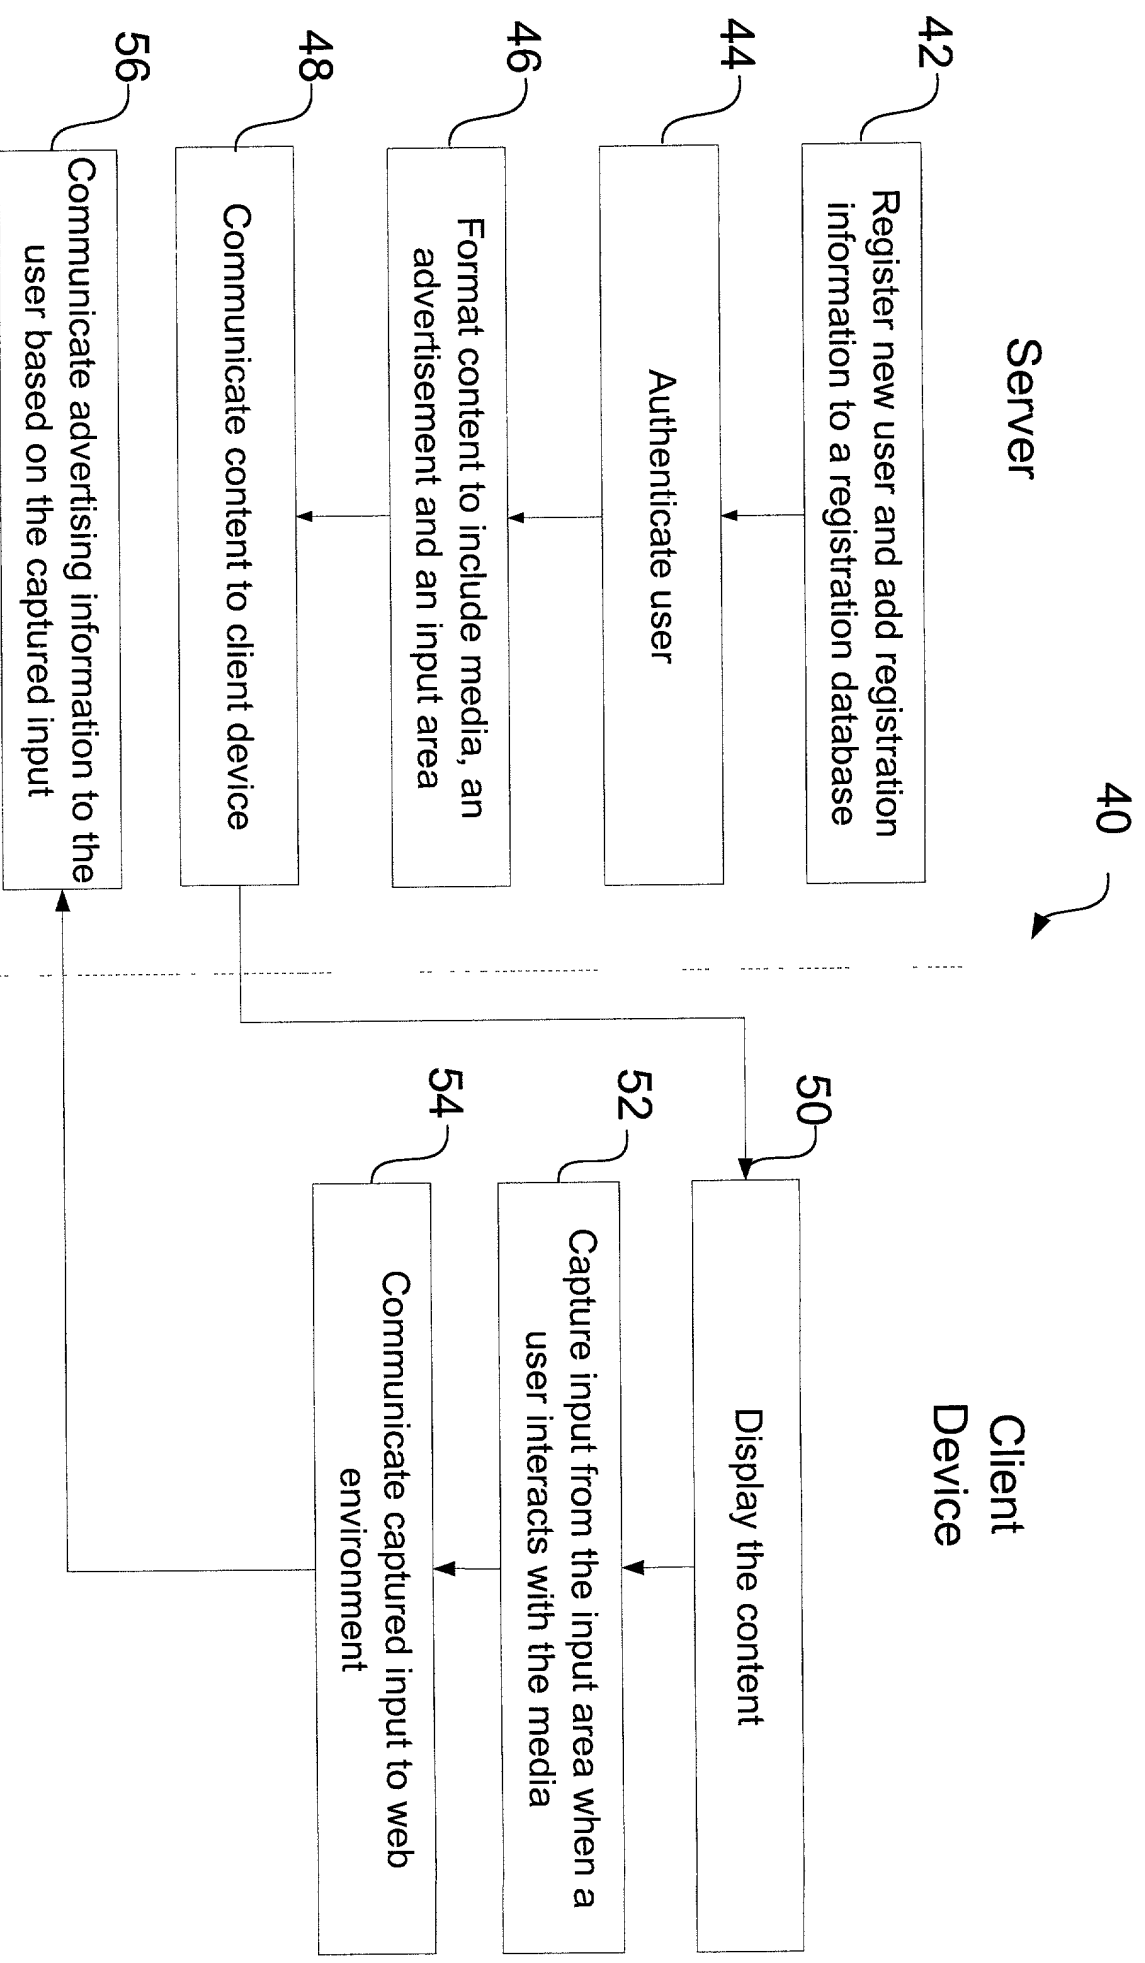 40
Server
Client
Device
42
Register new user and add registration
information to a registration database
44
Authenticate user
46
Format content to include media, an
advertisement and an input area
48
Communicate content to client device
50
Display the content
52
Capture input from the input area when a
user interacts with the media
54
Communicate captured input to web
environment
56
Communicate advertising information to the
user based on the captured input